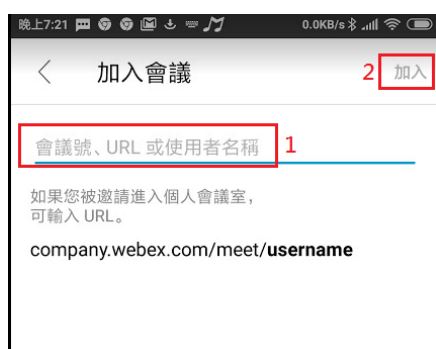 晚上7:21 0.0KB/s
加入會議 2 加入
會議號、URL 或使用者名稱 1
如果您被邀請進入個人會議室，
可輸入 URL。
company.webex.com/meet/username